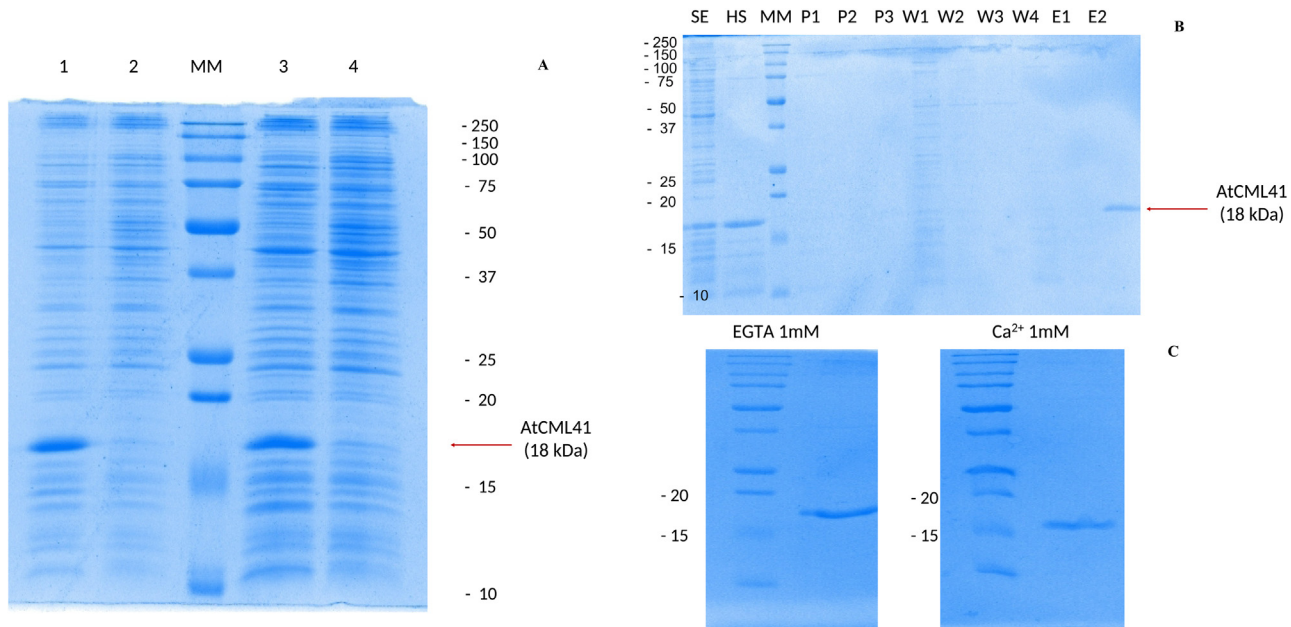 1 2 MM 3 4 A
- 250
- 150
- 100
- 75
- 50
- 37
- 25
- 20
AtCML41
(18 kDa)
- 15
- 10
SE HS MM P1 P2 P3 W1 W2 W3 W4 E1 E2 B
- 250
- 150
- 100
- 75
- 50
- 37
- 25
- 20
AtCML41
(18 kDa)
- 15
- 10
EGTA 1mM Ca²⁺ 1mM C
- 20 - 20
- 15 - 15